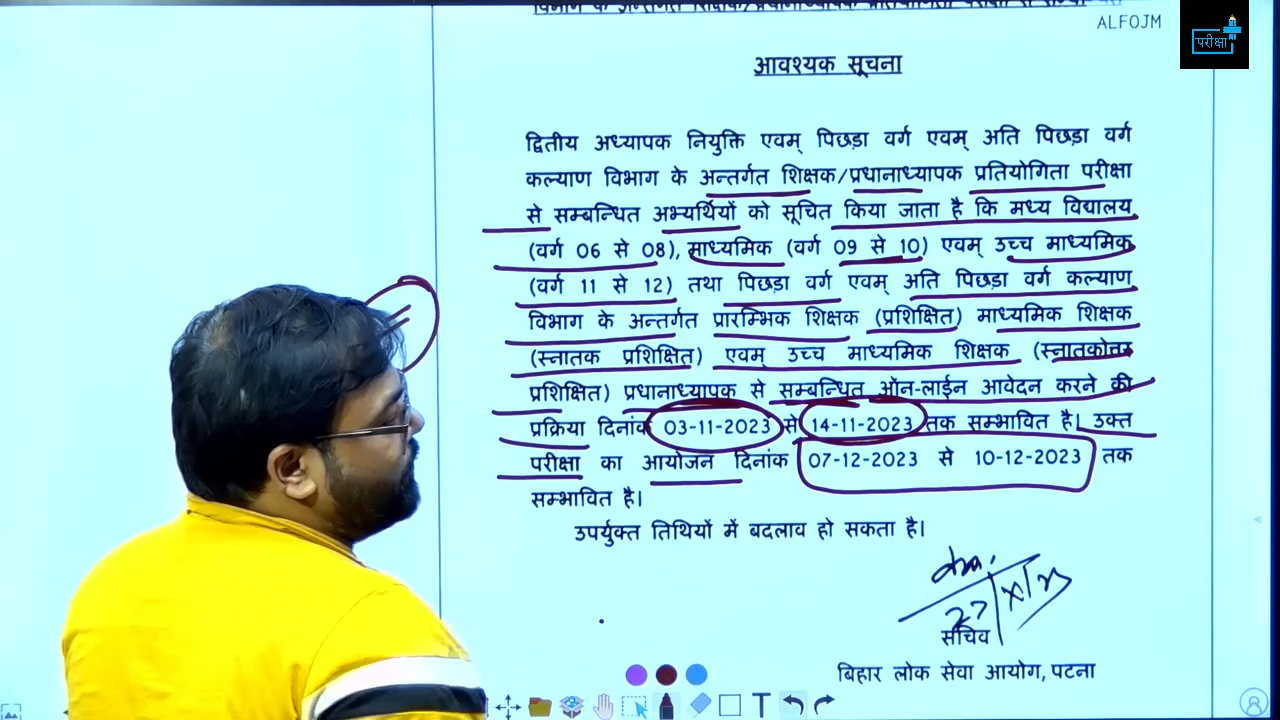 ALFOJM
परीक्षा
आवश्यक सूचना
द्वितीय अध्यापक नियुक्ति एवम् पिछड़ा वर्ग एवम् अति पिछड़ा वर्ग
कल्याण विभाग के अन्तर्गत शिक्षक/प्रधानाध्यापक प्रतियोगिता परीक्षा
से सम्बन्धित अभ्यर्थियों को सूचित किया जाता है कि मध्य विद्यालय
(वर्ग 06 से 08), माध्यमिक (वर्ग 09 से 10) एवम् उच्च माध्यमिक
(वर्ग 11 से 12) तथा पिछड़ा वर्ग एवम् अति पिछड़ा वर्ग कल्याण
विभाग के अन्तर्गत प्रारम्भिक शिक्षक (प्रशिक्षित) माध्यमिक शिक्षक
(स्नातक प्रशिक्षित) एवम् उच्च माध्यमिक शिक्षक (स्नातकोत्तर
प्रशिक्षित) प्रधानाध्यापक से सम्बन्धित ऑन-लाईन आवेदन करने की
प्रक्रिया दिनांक 03-11-2023 से 14-11-2023 तक सम्भावित है। उक्त
परीक्षा का आयोजन दिनांक 07-12-2023 से 10-12-2023 तक
सम्भावित है।
उपर्युक्त तिथियों में बदलाव हो सकता है।
सचिव
बिहार लोक सेवा आयोग, पटना